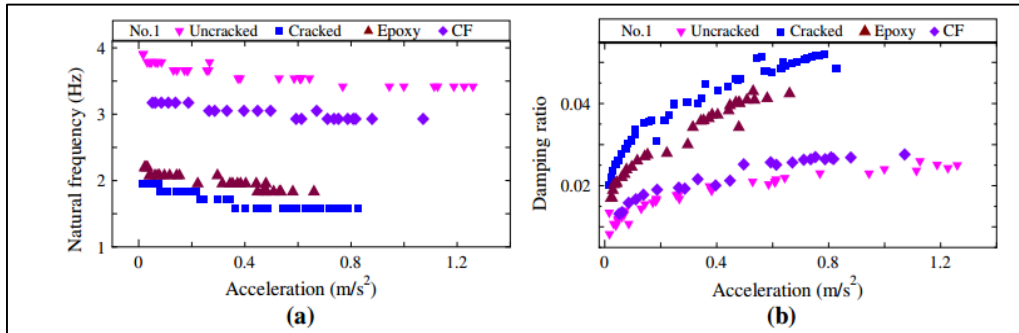 No.1 Uncracked Cracked Epoxy CF
4
3
2
1
Natural frequency (Hz)
0 0.4 0.8 1.2
Acceleration (m/s²)
(a)
No.1 Uncracked Cracked Epoxy CF
0.04
0.02
Damping ratio
0 0.4 0.8 1.2
Acceleration (m/s²)
(b)